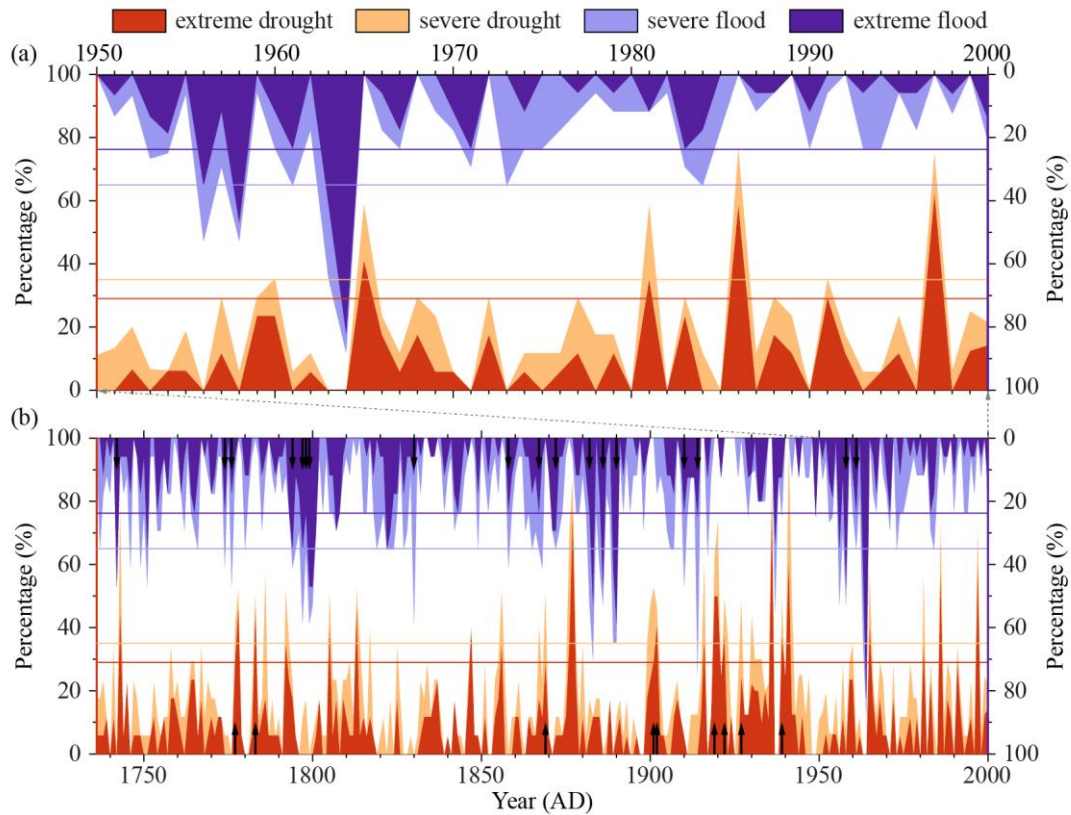 extreme drought severe drought severe flood extreme flood
(a)
1950 1960 1970 1980 1990 2000
100 0
80 20
60 40
40 60
20 80
0 100
Percentage (%)
Percentage (%)
(b)
100 0
80 20
60 40
40 60
20 80
0 100
Percentage (%)
Percentage (%)
1750 1800 1850 1900 1950 2000
Year (AD)